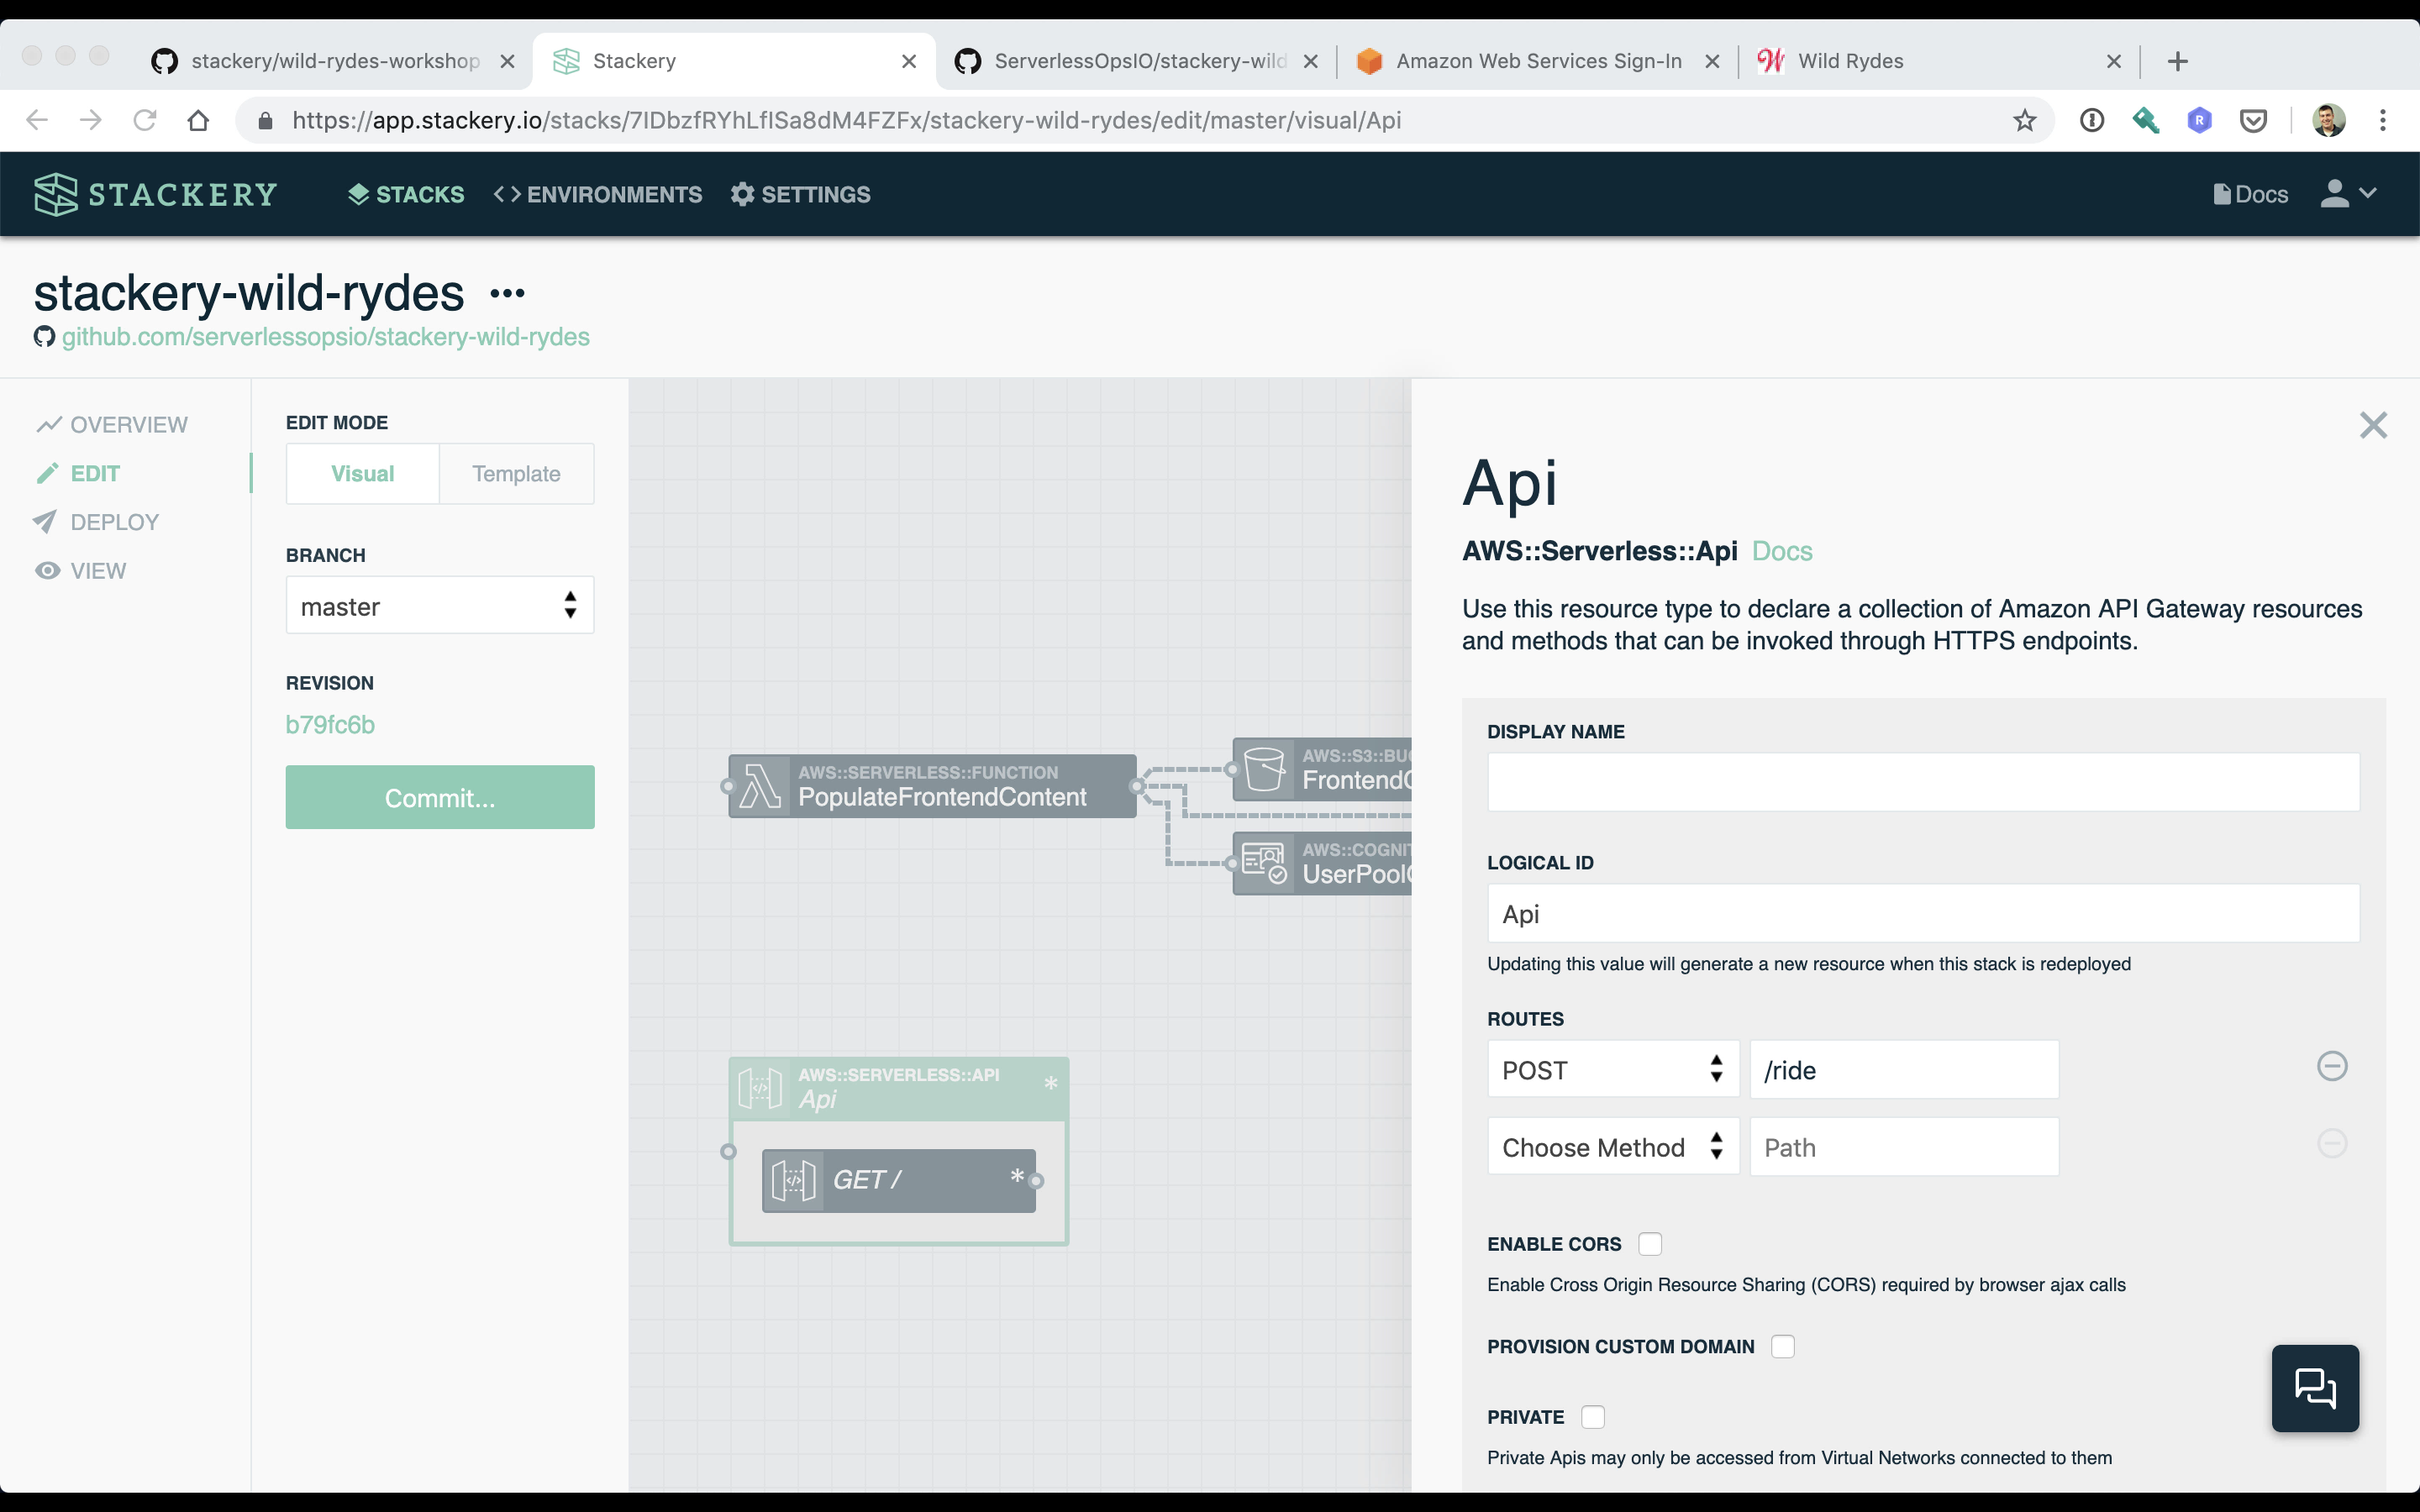 stackery/wild-rydes-workshop
Stackery
ServerlessOpsIO/stackery-wild
Amazon Web Services Sign-In
Wild Rydes
https://app.stackery.io/stacks/7IDbzfRYhLfISa8dM4FZFx/stackery-wild-rydes/edit/master/visual/Api
R
STACKERY
STACKS
ENVIRONMENTS
SETTINGS
Docs
stackery-wild-rydes
github.com/serverlessopsio/stackery-wild-rydes
OVERVIEW
EDIT
DEPLOY
VIEW
EDIT MODE
Visual
Template
BRANCH
master
REVISION
b79fc6b
Commit...
AWS::SERVERLESS::FUNCTION
PopulateFrontendContent
AWS::S3::BUC
FrontendC
AWS::COGNIT
UserPoolC
AWS::SERVERLESS::API
Api
*
GET /
*
Api
AWS::Serverless::Api Docs
Use this resource type to declare a collection of Amazon API Gateway resources
and methods that can be invoked through HTTPS endpoints.
DISPLAY NAME
LOGICAL ID
Api
Updating this value will generate a new resource when this stack is redeployed
ROUTES
POST
/ride
Choose Method
Path
ENABLE CORS
Enable Cross Origin Resource Sharing (CORS) required by browser ajax calls
PROVISION CUSTOM DOMAIN
PRIVATE
Private Apis may only be accessed from Virtual Networks connected to them